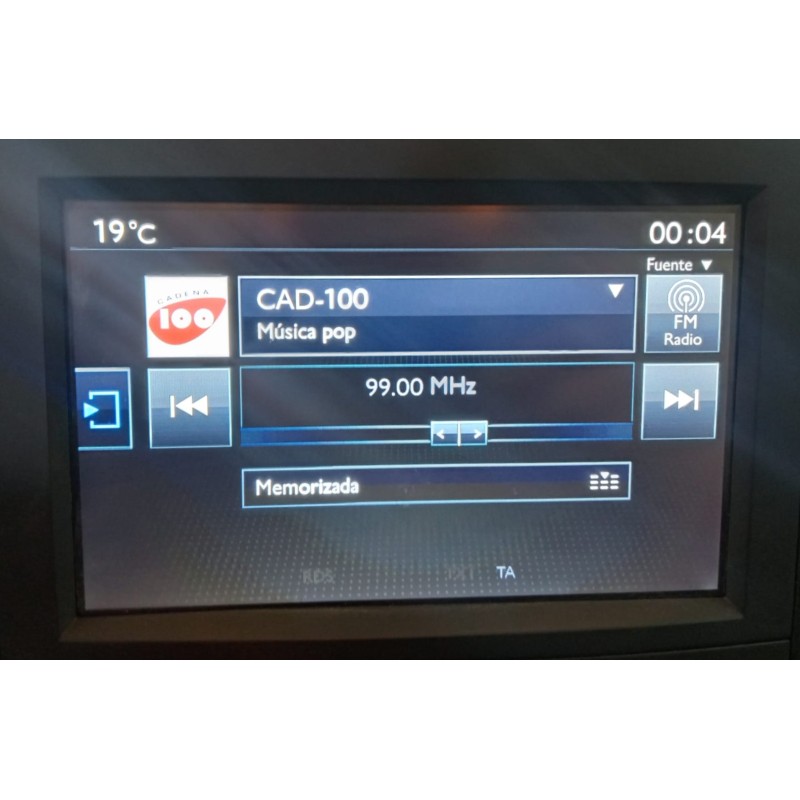 19°C
00:04
Fuente
CADENA
100
CAD-100
Música pop
FM
Radio
99.00 MHz
Memorizada
RDS
TA